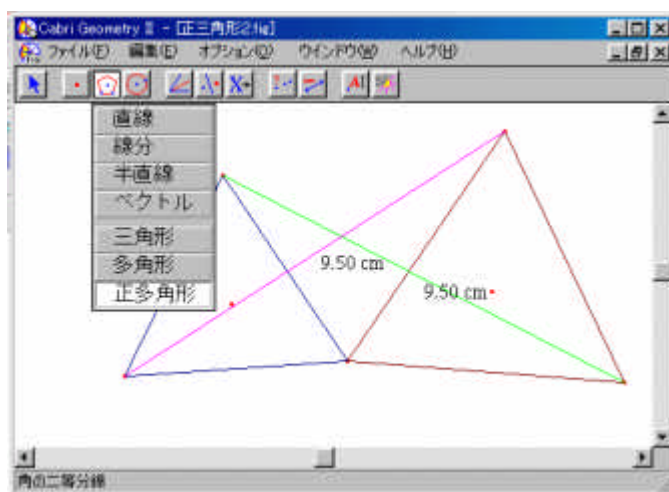 Cabri Geometry II - [正三角形2.fig]
ファイル(F) 編集(E) オプション(O) ウインドウ(W) ヘルプ(H)
直線
線分
半直線
ベクトル
三角形
多角形
正多角形
9.50 cm
9.50 cm
角の二等分線